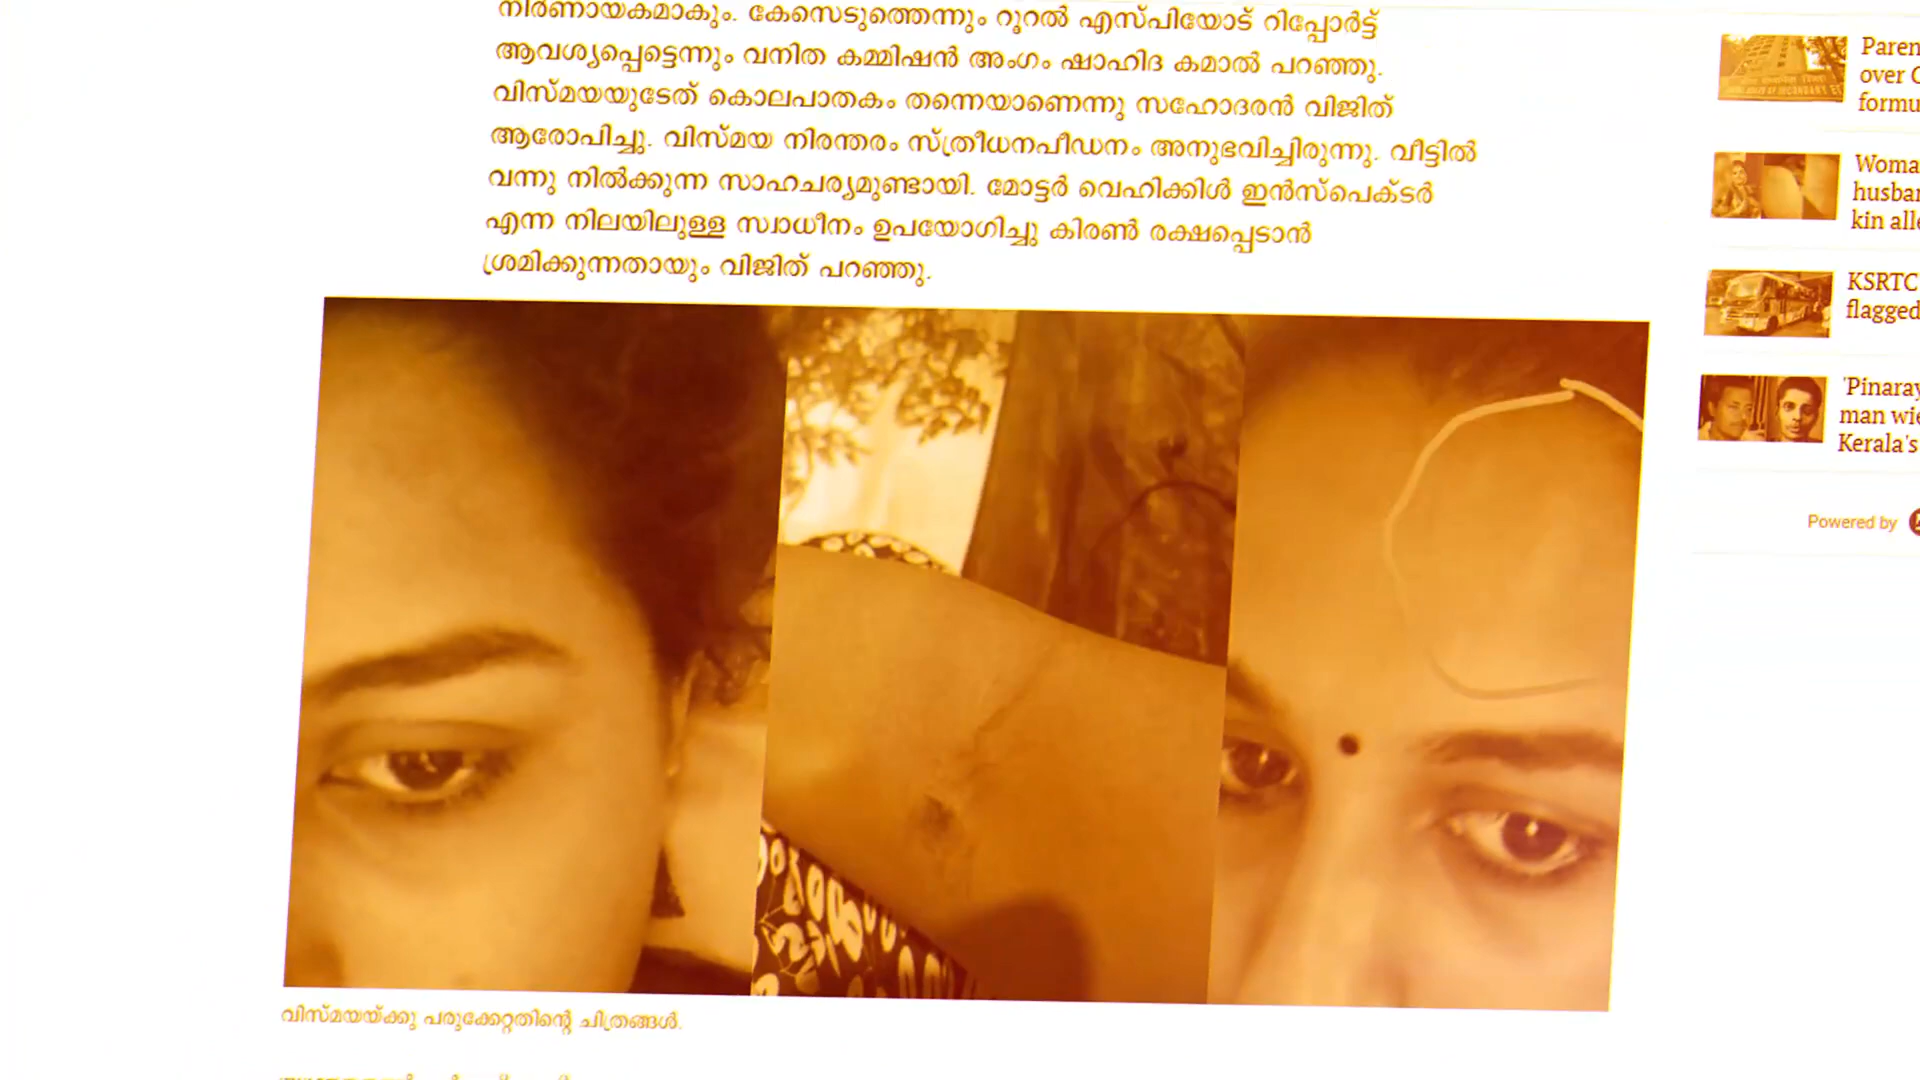 നിർണായകമാകും. കേസെടുത്തെന്നും റൂറൽ എസ്പിയോട് റിപ്പോർട്ട്
ആവശ്യപ്പെട്ടെന്നും വനിത കമ്മിഷൻ അംഗം ഷാഹിദ കമാൽ പറഞ്ഞു.
വിസ്മയയുടേത് കൊലപാതകം തന്നെയാണെന്നു സഹോദരൻ വിജിത്
ആരോപിച്ചു. വിസ്മയ നിരന്തരം സ്ത്രീധനപീഡനം അനുഭവിച്ചിരുന്നു. വീട്ടിൽ
വന്നു നിൽക്കുന്ന സാഹചര്യമുണ്ടായി. മോട്ടർ വെഹിക്കിൾ ഇൻസ്പെക്ടർ
എന്ന നിലയിലുള്ള സ്വാധീനം ഉപയോഗിച്ചു കിരൺ രക്ഷപ്പെടാൻ
ശ്രമിക്കുന്നതായും വിജിത് പറഞ്ഞു.
വിസ്മയയ്ക്കു പരുക്കേറ്റതിന്റെ ചിത്രങ്ങൾ.
Paren
over C
formu
Woma
husban
kin alle
KSRTC
flagged
'Pinaray
man wie
Kerala's
Powered by